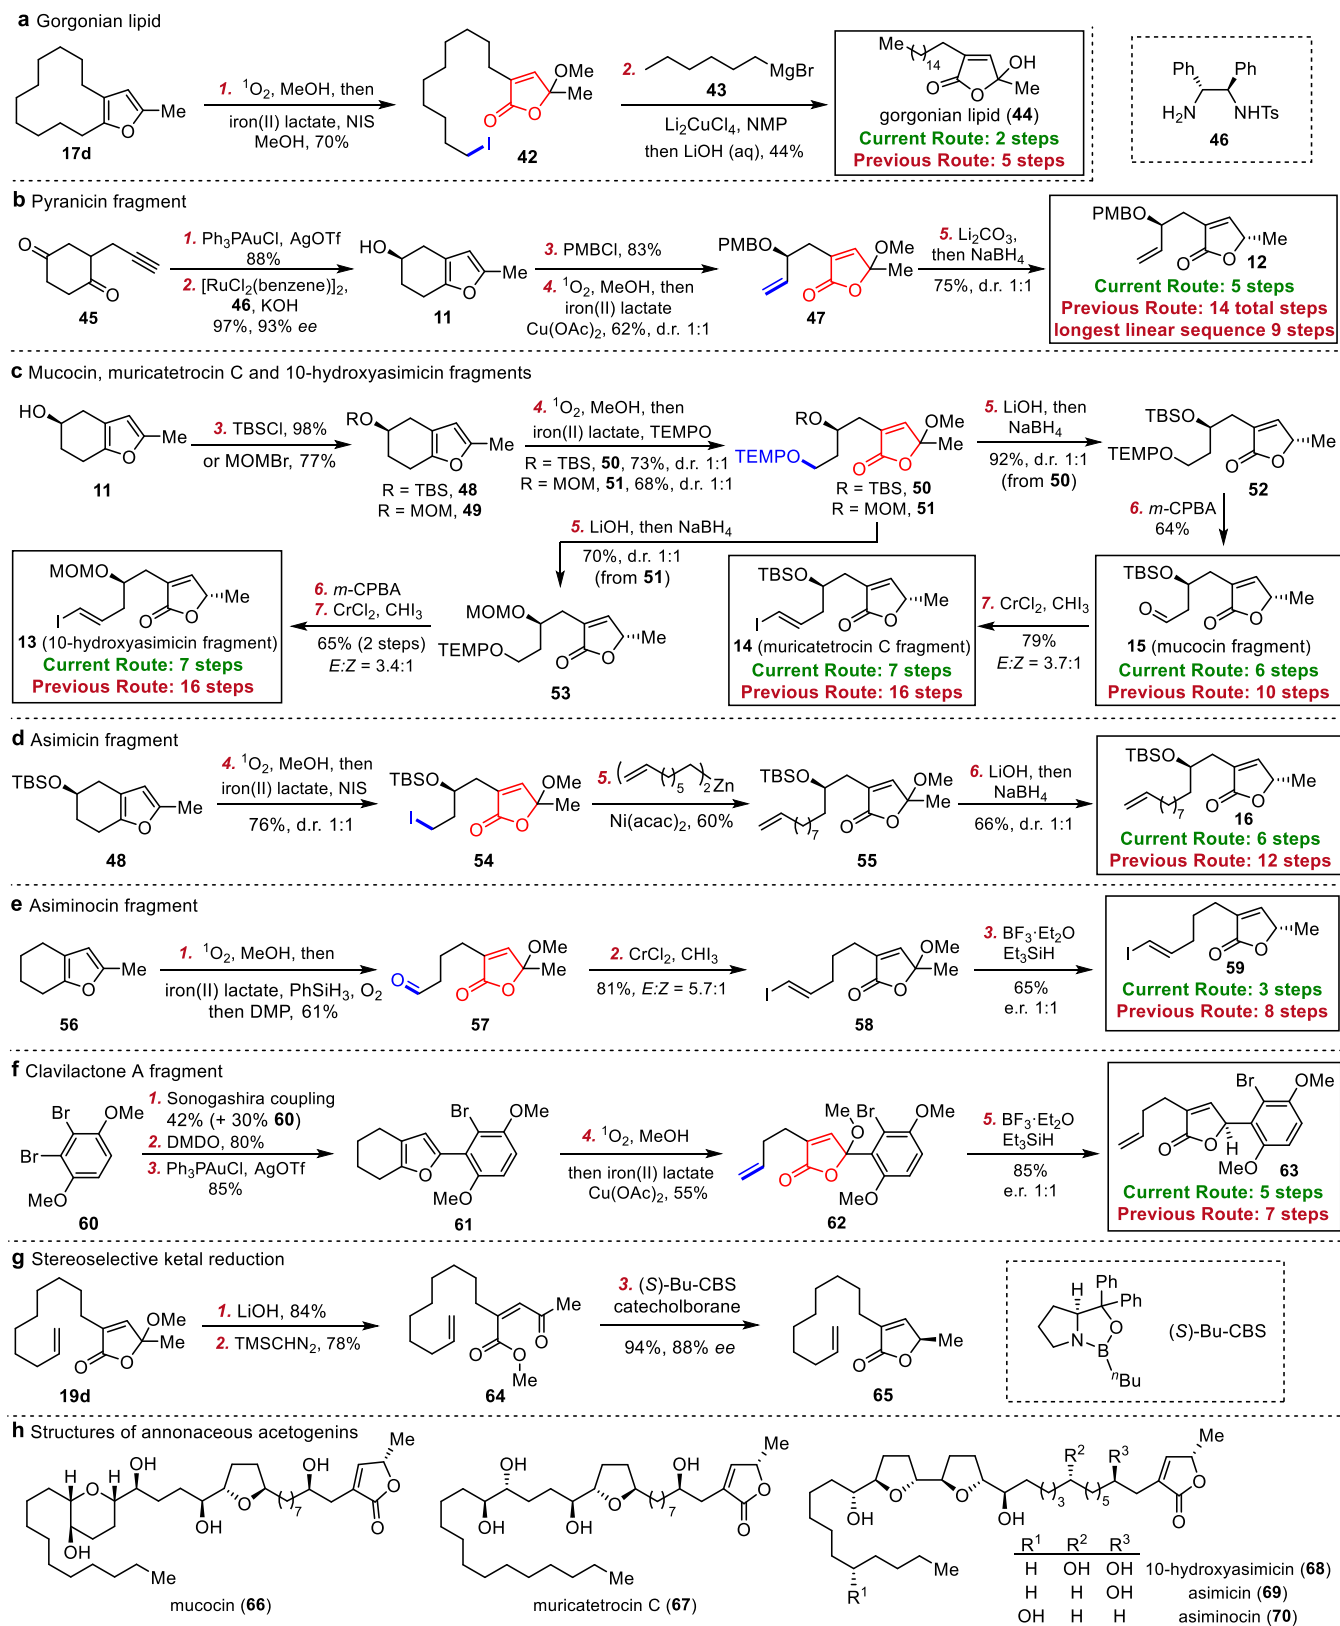 a Gorgonian lipid
Me
O
17d
1. ¹O₂, MeOH, then
iron(II) lactate, NIS
MeOH, 70%
OMe
Me
O
O
I
42
2.
MgBr
43
Li₂CuCl₄, NMP
then LiOH (aq), 44%
Me
14
OH
Me
O
O
gorgonian lipid (44)
Current Route: 2 steps
Previous Route: 5 steps
Ph
Ph
H₂N
NHTs
46
b Pyranicin fragment
O
O
45
1. Ph₃PAuCl, AgOTf
88%
2. [RuCl₂(benzene)]₂,
46, KOH
97%, 93% ee
HO
Me
O
11
3. PMBCl, 83%
4. ¹O₂, MeOH, then
iron(II) lactate
Cu(OAc)₂, 62%, d.r. 1:1
PMBO
OMe
Me
O
O
47
5. Li₂CO₃,
then NaBH₄
75%, d.r. 1:1
PMBO
Me
O
O
12
Current Route: 5 steps
Previous Route: 14 total steps
longest linear sequence 9 steps
c Mucocin, muricatetrocin C and 10-hydroxyasimicin fragments
HO
Me
O
11
3. TBSCl, 98%
or MOMBr, 77%
RO
Me
O
R = TBS, 48
R = MOM, 49
4. ¹O₂, MeOH, then
iron(II) lactate, TEMPO
R = TBS, 50, 73%, d.r. 1:1
R = MOM, 51, 68%, d.r. 1:1
RO
OMe
Me
TEMPO
O
O
R = TBS, 50
R = MOM, 51
5. LiOH, then
NaBH₄
92%, d.r. 1:1
(from 50)
TBSO
Me
TEMPO
O
O
52
6. m-CPBA
64%
5. LiOH, then NaBH₄
70%, d.r. 1:1
(from 51)
MOMO
Me
I
O
O
13 (10-hydroxyasimicin fragment)
Current Route: 7 steps
Previous Route: 16 steps
6. m-CPBA
7. CrCl₂, CHI₃
65% (2 steps)
E:Z = 3.4:1
MOMO
Me
TEMPO
O
O
53
TBSO
Me
I
O
O
14 (muricatetrocin C fragment)
Current Route: 7 steps
Previous Route: 16 steps
7. CrCl₂, CHI₃
79%
E:Z = 3.7:1
TBSO
Me
O
O
O
15 (mucocin fragment)
Current Route: 6 steps
Previous Route: 10 steps
d Asimicin fragment
TBSO
Me
O
48
4. ¹O₂, MeOH, then
iron(II) lactate, NIS
76%, d.r. 1:1
TBSO
OMe
Me
I
O
O
54
5.
( )₅ )₂Zn
Ni(acac)₂, 60%
TBSO
OMe
Me
7
O
O
55
6. LiOH, then
NaBH₄
66%, d.r. 1:1
TBSO
Me
7
O
O
16
Current Route: 6 steps
Previous Route: 12 steps
e Asiminocin fragment
Me
O
56
1. ¹O₂, MeOH, then
iron(II) lactate, PhSiH₃, O₂
then DMP, 61%
OMe
Me
O
O
O
57
2. CrCl₂, CHI₃
81%, E:Z = 5.7:1
OMe
Me
I
O
O
58
3. BF₃·Et₂O
Et₃SiH
65%
e.r. 1:1
Me
I
O
O
59
Current Route: 3 steps
Previous Route: 8 steps
f Clavilactone A fragment
Br
OMe
Br
MeO
60
1. Sonogashira coupling
42% (+ 30% 60)
2. DMDO, 80%
3. Ph₃PAuCl, AgOTf
85%
Br
OMe
O
MeO
61
4. ¹O₂, MeOH
then iron(II) lactate
Cu(OAc)₂, 55%
Me
O
Br
OMe
O
O
MeO
62
5. BF₃·Et₂O
Et₃SiH
85%
e.r. 1:1
Br
OMe
O
O
H
MeO
63
Current Route: 5 steps
Previous Route: 7 steps
g Stereoselective ketal reduction
OMe
Me
O
O
19d
1. LiOH, 84%
2. TMSCHN₂, 78%
Me
O
O
O
Me
64
3. (S)-Bu-CBS
catecholborane
94%, 88% ee
Me
O
O
65
H
Ph
Ph
N
O
B
ⁿBu
(S)-Bu-CBS
h Structures of annonaceous acetogenins
H
O
H
OH
OH
O
OH
7
OH
Me
O
O
Me
mucocin (66)
OH
OH
OH
O
7
OH
Me
O
O
Me
muricatetrocin C (67)
OH
O
O
OH
3
R²
5
R³
Me
O
O
Me
R¹
R¹ R² R³
H OH OH 10-hydroxyasimicin (68)
H H OH asimicin (69)
OH H H asiminocin (70)